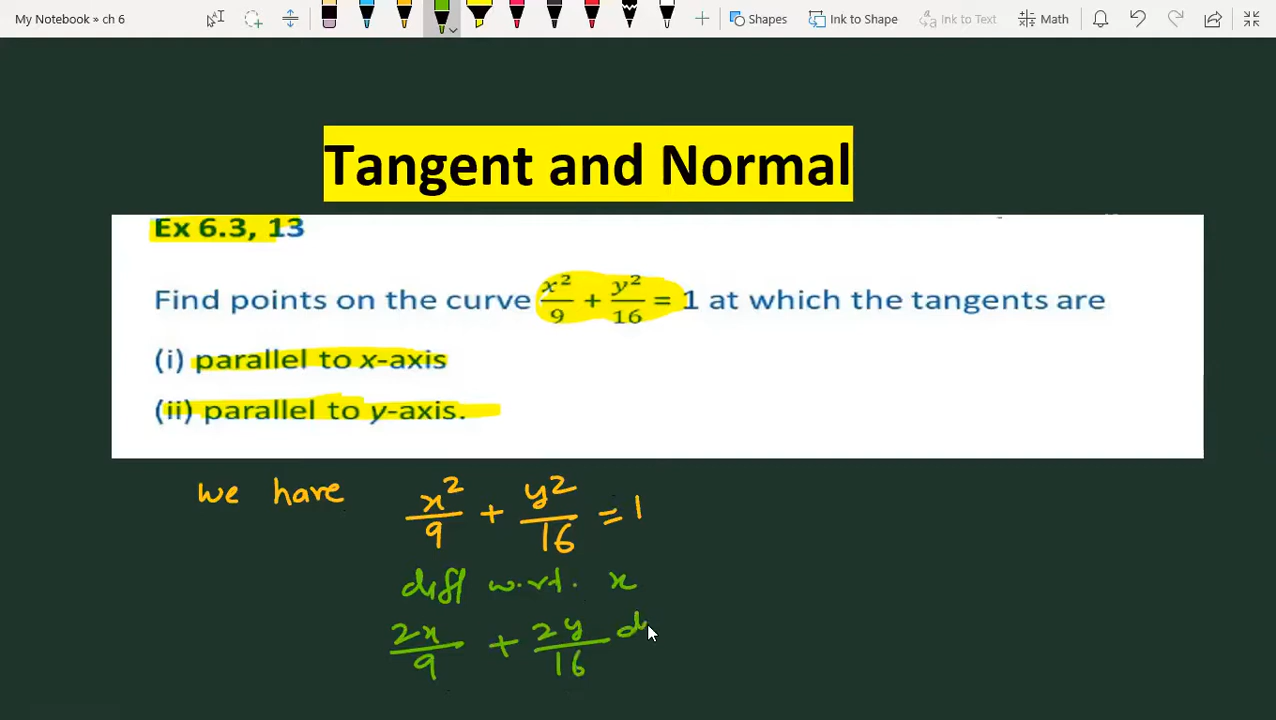 My Notebook » ch 6
Shapes
Ink to Shape
Ink to Text
Math
Tangent and Normal
Ex 6.3, 13
Find points on the curve x²/9 + y²/16 = 1 at which the tangents are
(i) parallel to x-axis
(ii) parallel to y-axis.
we have x²/9 + y²/16 = 1
diff w.r.t. x
2x/9 + 2y/16 d